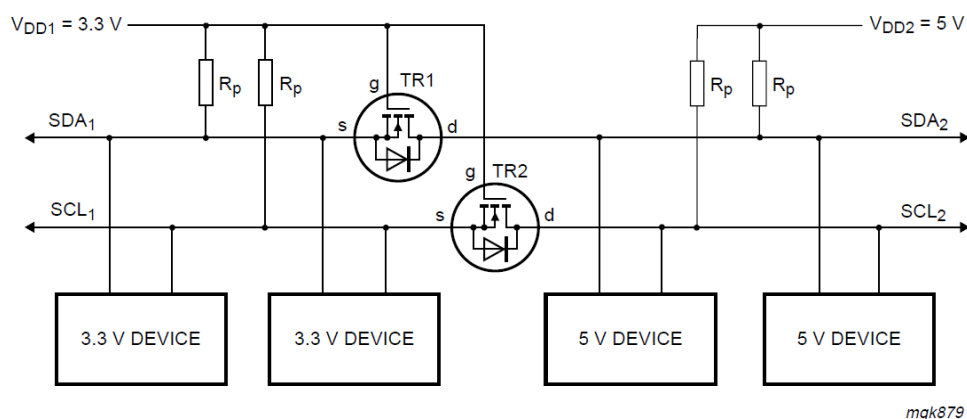 VDD1 = 3.3 V
VDD2 = 5 V
Rp
Rp
TR1
Rp
Rp
g
SDA1
s
d
SDA2
g
TR2
SCL1
s
d
SCL2
3.3 V DEVICE
3.3 V DEVICE
5 V DEVICE
5 V DEVICE
mgk879